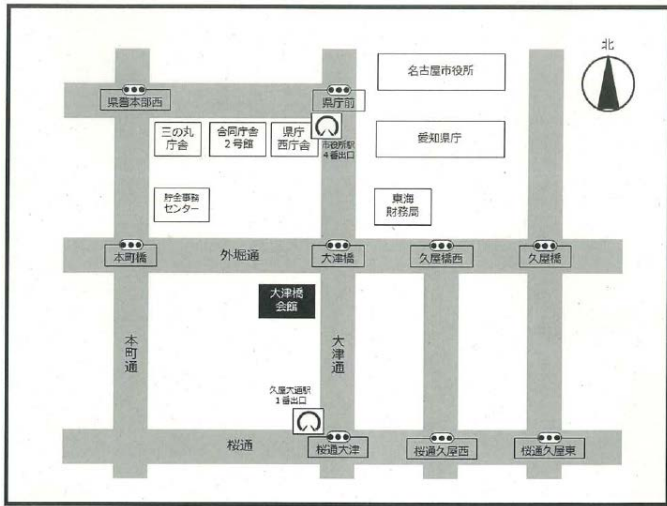 北
名古屋市役所
県警本部西
県庁前
三の丸
庁舎
合同庁舎
2号館
県庁
西庁舎
市役所駅
4番出口
愛知県庁
貯金事務
センター
東海
財務局
本町橋
外堀通
大津橋
久屋橋西
久屋橋
大津橋
会館
本町通
大津通
久屋大通駅
1番出口
桜通
桜通大津
桜通久屋西
桜通久屋東